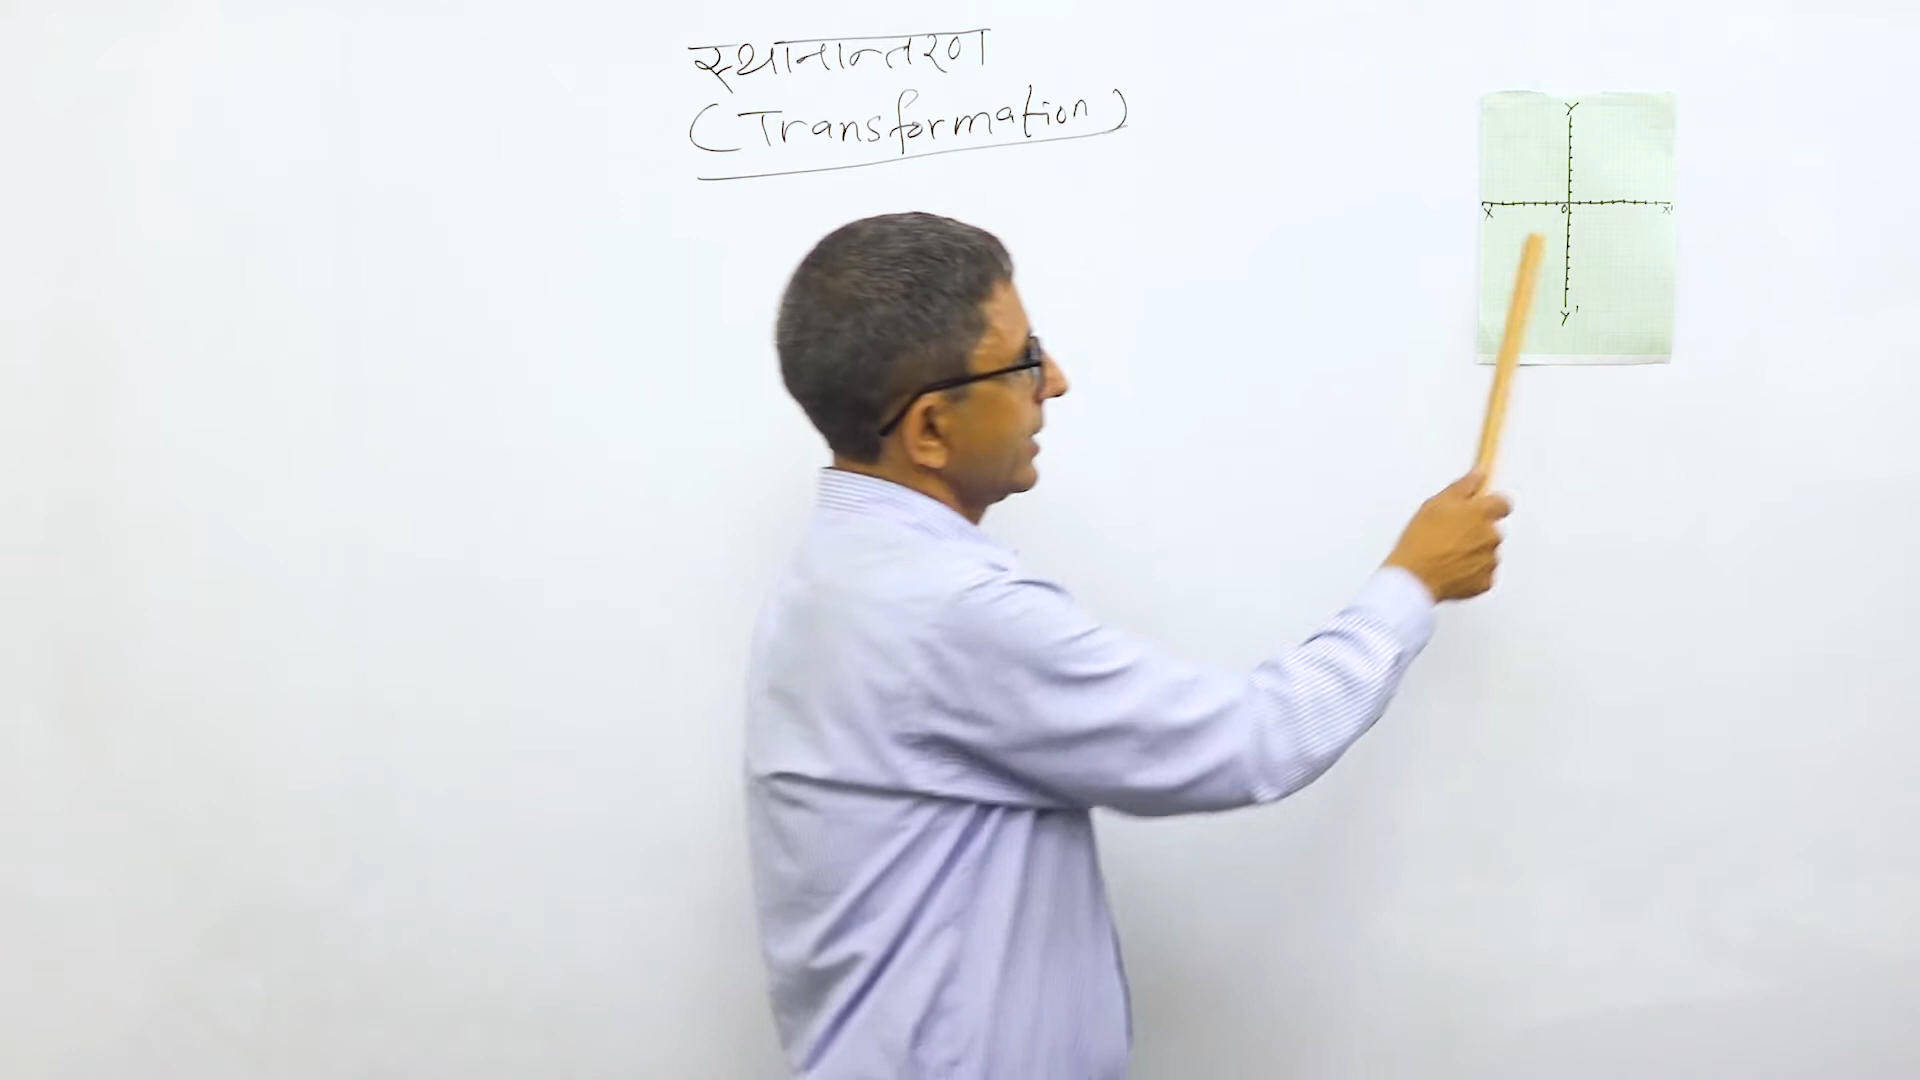 स्थानान्तरण
(Transformation)
Y
X O X'
Y'